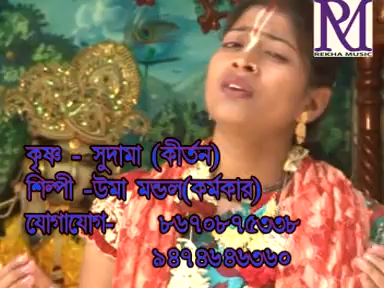 RM
REKHA MUSIC
কৃষ্ণ - সুদামা (কীর্তন)
শিল্পী -উমা মন্ডল(কর্মকার)
যোগাযোগ- ৮৬৭০৮৭৫৩৩৮
৯৪৭৪৬৪৬৩৬০